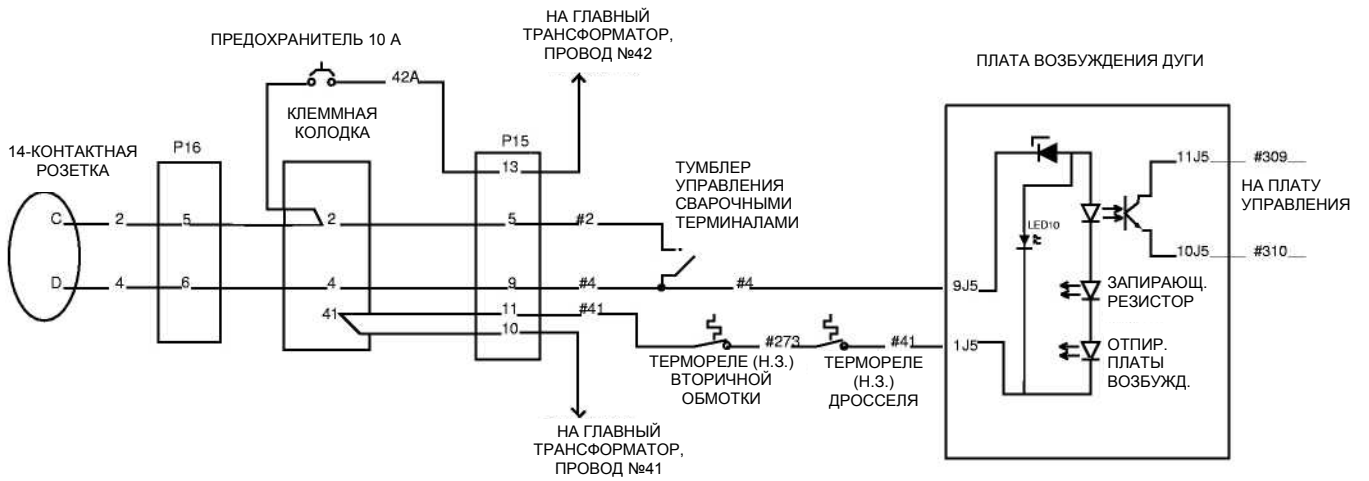 НА ГЛАВНЫЙ
ТРАНСФОРМАТОР,
ПРОВОД №42
ПРЕДОХРАНИТЕЛЬ 10 А
42A
КЛЕММНАЯ
КОЛОДКА
ПЛАТА ВОЗБУЖДЕНИЯ ДУГИ
14-КОНТАКТНАЯ
РОЗЕТКА
P16
P15
13
ТУМБЛЕР
УПРАВЛЕНИЯ
СВАРОЧНЫМИ
ТЕРМИНАЛАМИ
11J5 #309
НА ПЛАТУ
УПРАВЛЕНИЯ
10J5 #310
LED10
C 2 5 2 5 #2
D 4 6 4 9 #4 #4 9J5
41 11 #41
10
#273 #41 1J5
ТЕРМОРЕЛЕ (Н.З.)
ВТОРИЧНОЙ
ОБМОТКИ
ТЕРМОРЕЛЕ
(Н.З.)
ДРОССЕЛЯ
ЗАПИРАЮЩ.
РЕЗИСТОР
ОТПИР.
ПЛАТЫ
ВОЗБУЖД.
НА ГЛАВНЫЙ
ТРАНСФОРМАТОР,
ПРОВОД №41